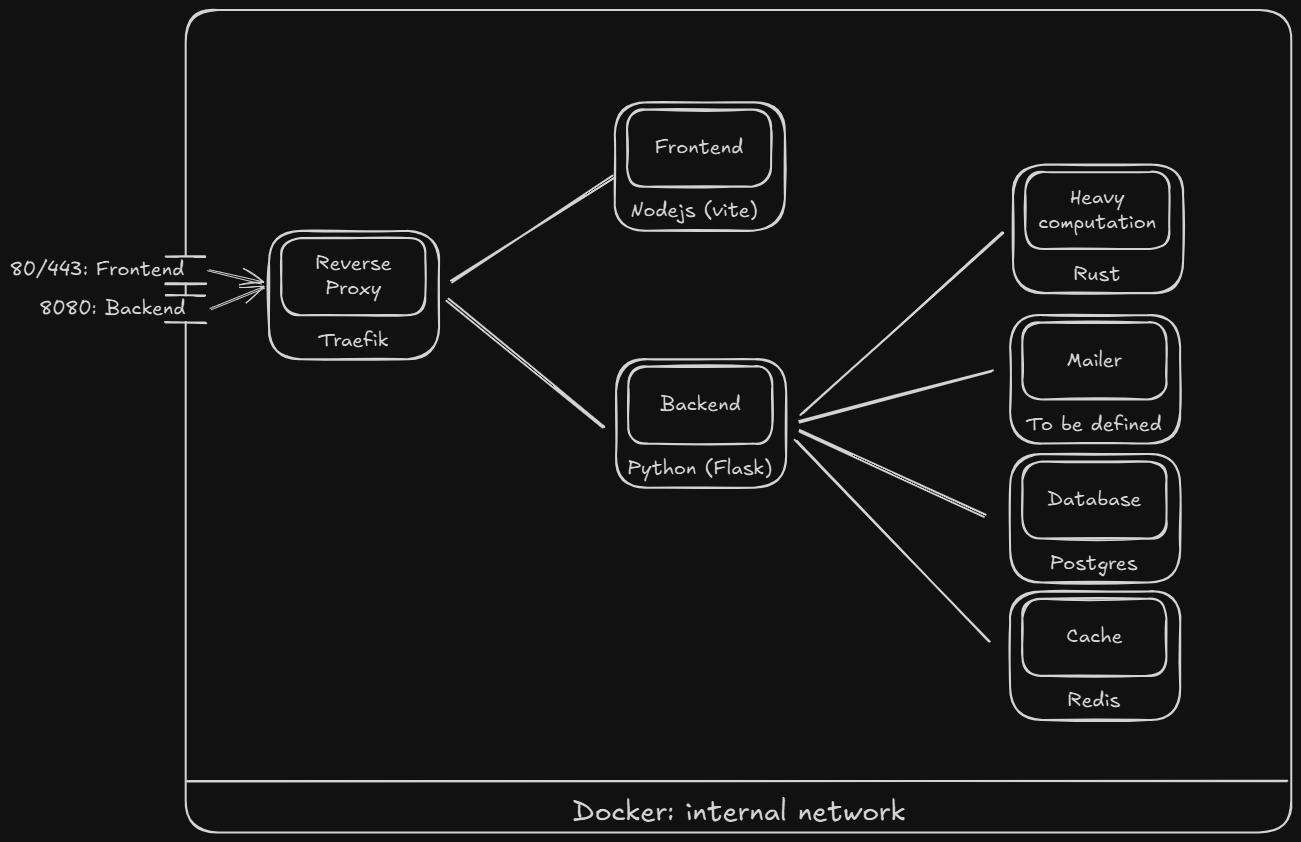 80/443: Frontend
8080: Backend
Reverse
Proxy
Traefik
Frontend
Nodejs (vite)
Backend
Python (Flask)
Heavy
computation
Rust
Mailer
To be defined
Database
Postgres
Cache
Redis
Docker: internal network